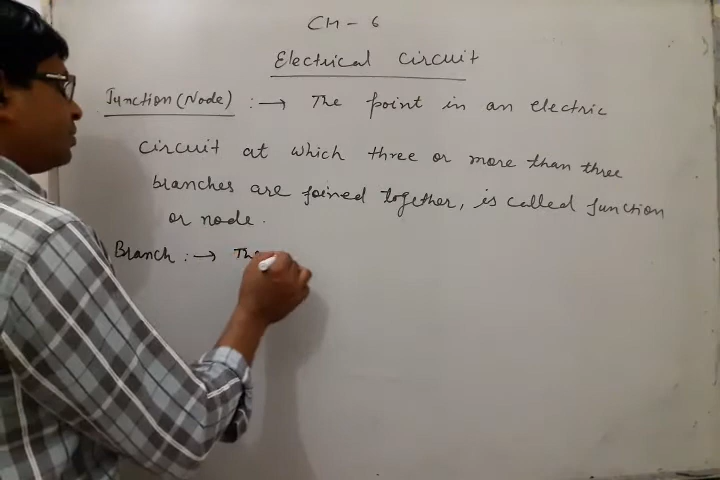 CH - 6
Electrical Circuit
Junction (Node) :→ The point in an electric
circuit at which three or more than three
branches are joined together, is called junction
or node.
Branch :→ The